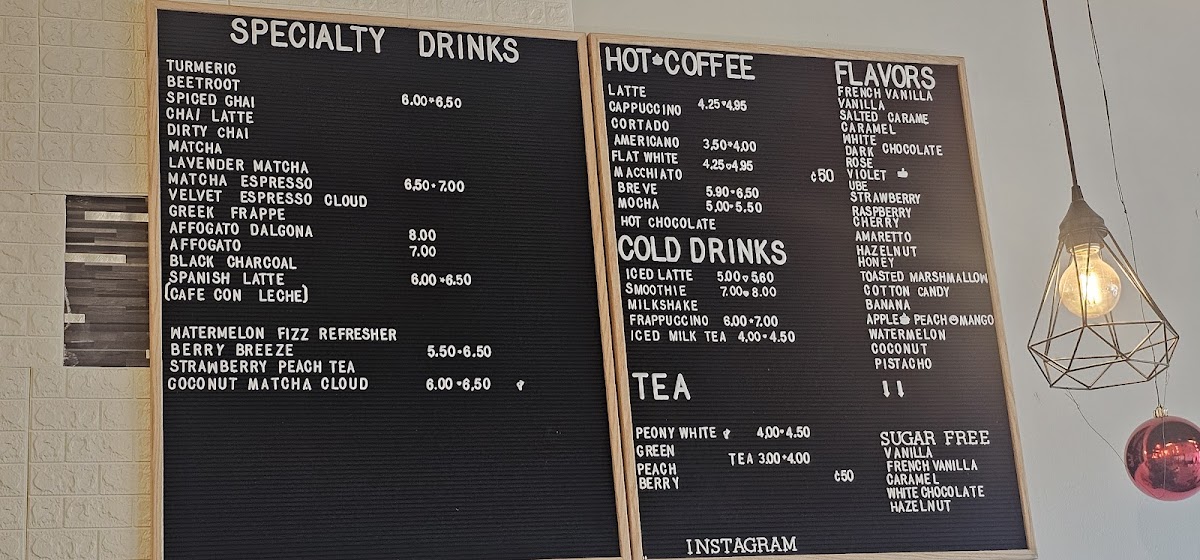 SPECIALTY DRINKS
TURMERIC
BEETROOT
SPICED CHAI 6.00•6.50
CHAI LATTE
DIRTY CHAI
MATCHA
LAVENDER MATCHA
MATCHA ESPRESSO 6.50•7.00
VELVET ESPRESSO CLOUD
GREEK FRAPPE
AFFOGATO DALGONA 8.00
AFFOGATO 7.00
BLACK CHARCOAL
SPANISH LATTE 6.00•6.50
(CAFE CON LECHE)
WATERMELON FIZZ REFRESHER
BERRY BREEZE 5.50•6.50
STRAWBERRY PEACH TEA
COCONUT MATCHA CLOUD 6.00•6.50
HOT COFFEE
LATTE
CAPPUCCINO 4.25•4.95
CORTADO
AMERICANO 3.50•4.00
FLAT WHITE 4.25•4.95
MACCHIATO ¢50
BREVE 5.90•6.50
MOCHA 5.00•5.50
HOT CHOCOLATE
COLD DRINKS
ICED LATTE 5.00•5.60
SMOOTHIE 7.00•8.00
MILKSHAKE
FRAPPUCCINO 6.00•7.00
ICED MILK TEA 4.00•4.50
TEA
PEONY WHITE 4.00•4.50
GREEN TEA 3.00•4.00
PEACH ¢50
BERRY
INSTAGRAM
FLAVORS
FRENCH VANILLA
VANILLA
SALTED CARAME
CARAMEL
WHITE
DARK CHOCOLATE
ROSE
VIOLET
UBE
STRAWBERRY
RASPBERRY
CHERRY
AMARETTO
HAZELNUT
HONEY
TOASTED MARSHMALLOW
COTTON CANDY
BANANA
APPLE PEACH MANGO
WATERMELON
COCONUT
PISTACHO
↓↓
SUGAR FREE
VANILLA
FRENCH VANILLA
CARAMEL
WHITE CHOCOLATE
HAZELNUT